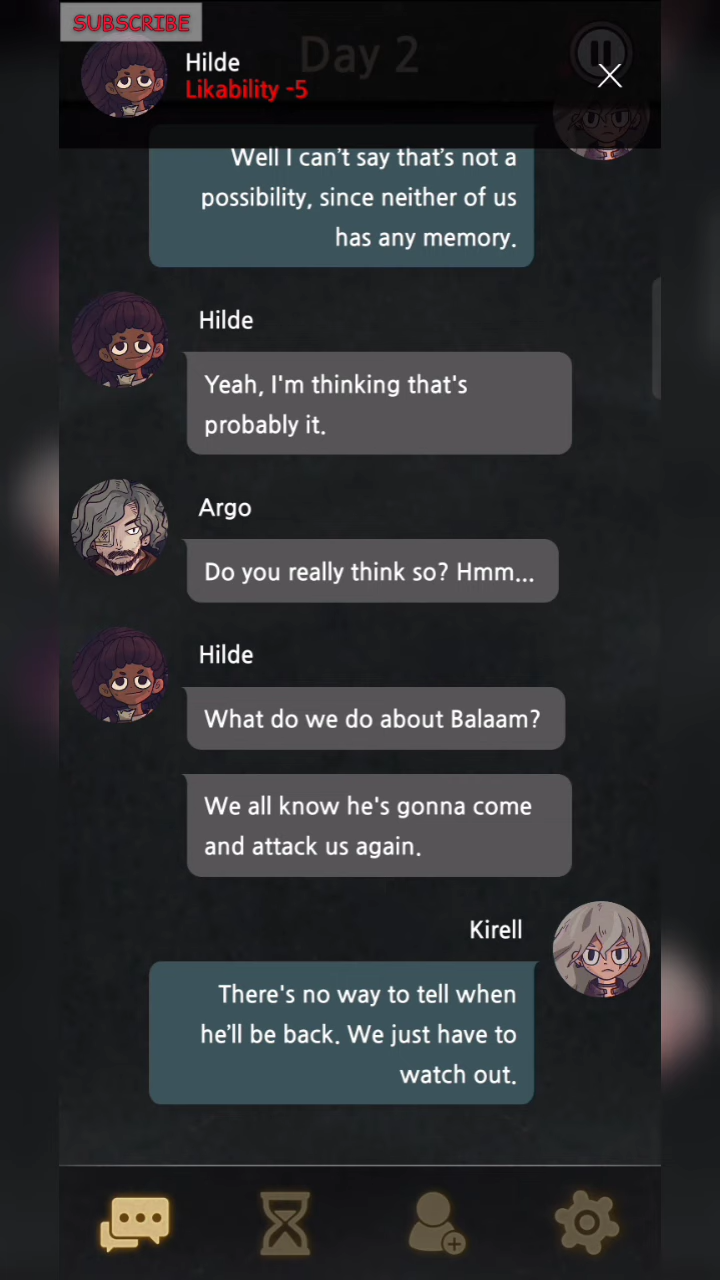 SUBSCRIBE
Day 2
Hilde
Likability -5
Well I can't say that's not a
possibility, since neither of us
has any memory.
Hilde
Yeah, I'm thinking that's
probably it.
Argo
Do you really think so? Hmm...
Hilde
What do we do about Balaam?
We all know he's gonna come
and attack us again.
Kirell
There's no way to tell when
he'll be back. We just have to
watch out.